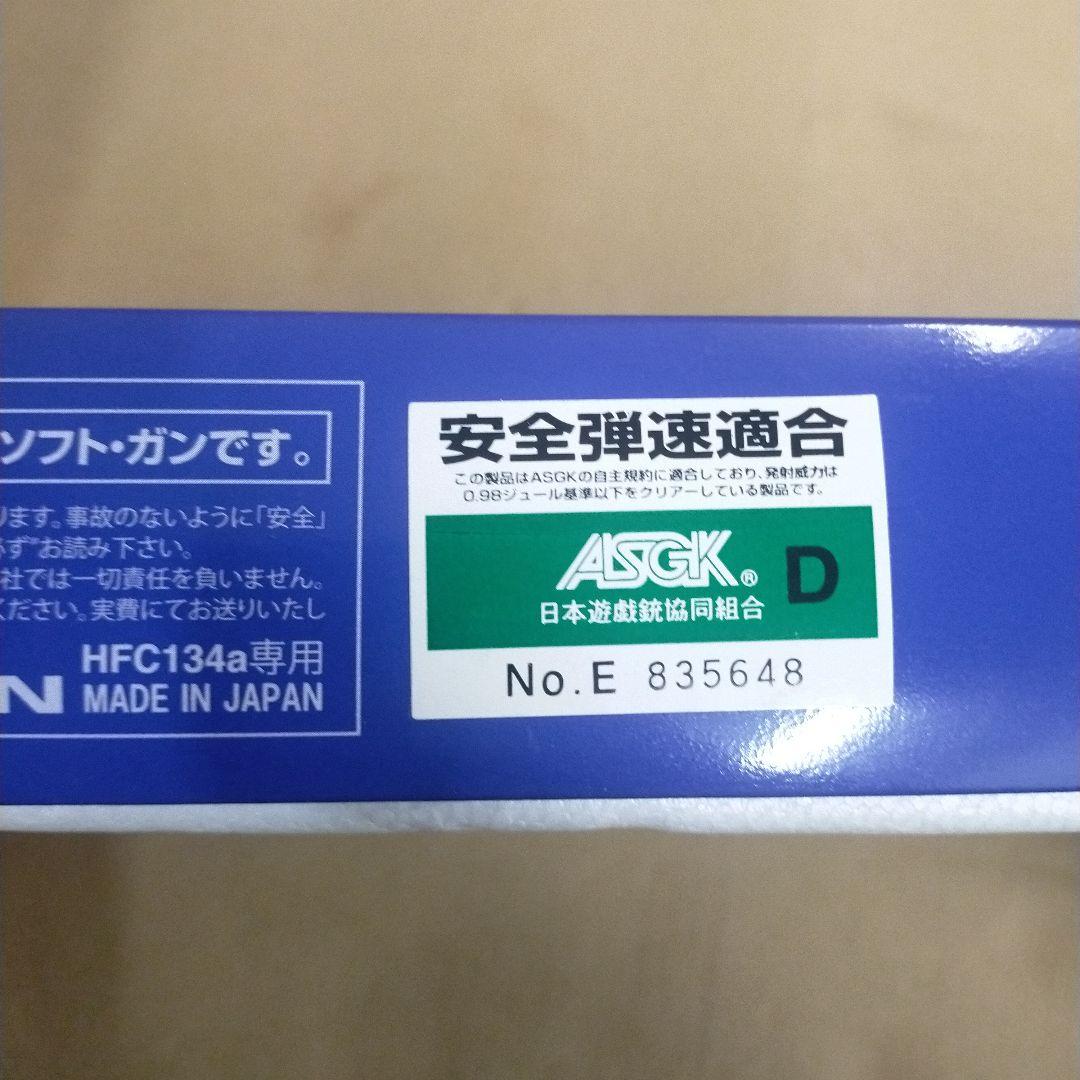 ソフト・ガンです。
ります。事故のないように「安全」
必ず"お読み下さい。
社では一切責任を負いません。
ください。実費にてお送りいたし
HFC134a専用
N MADE IN JAPAN
安全弾速適合
この製品はASGKの自主規約に適合しており、発射威力は
0.98ジュール基準以下をクリアーしている製品です。
ASGK® D
日本遊戯銃協同組合
No.E 835648